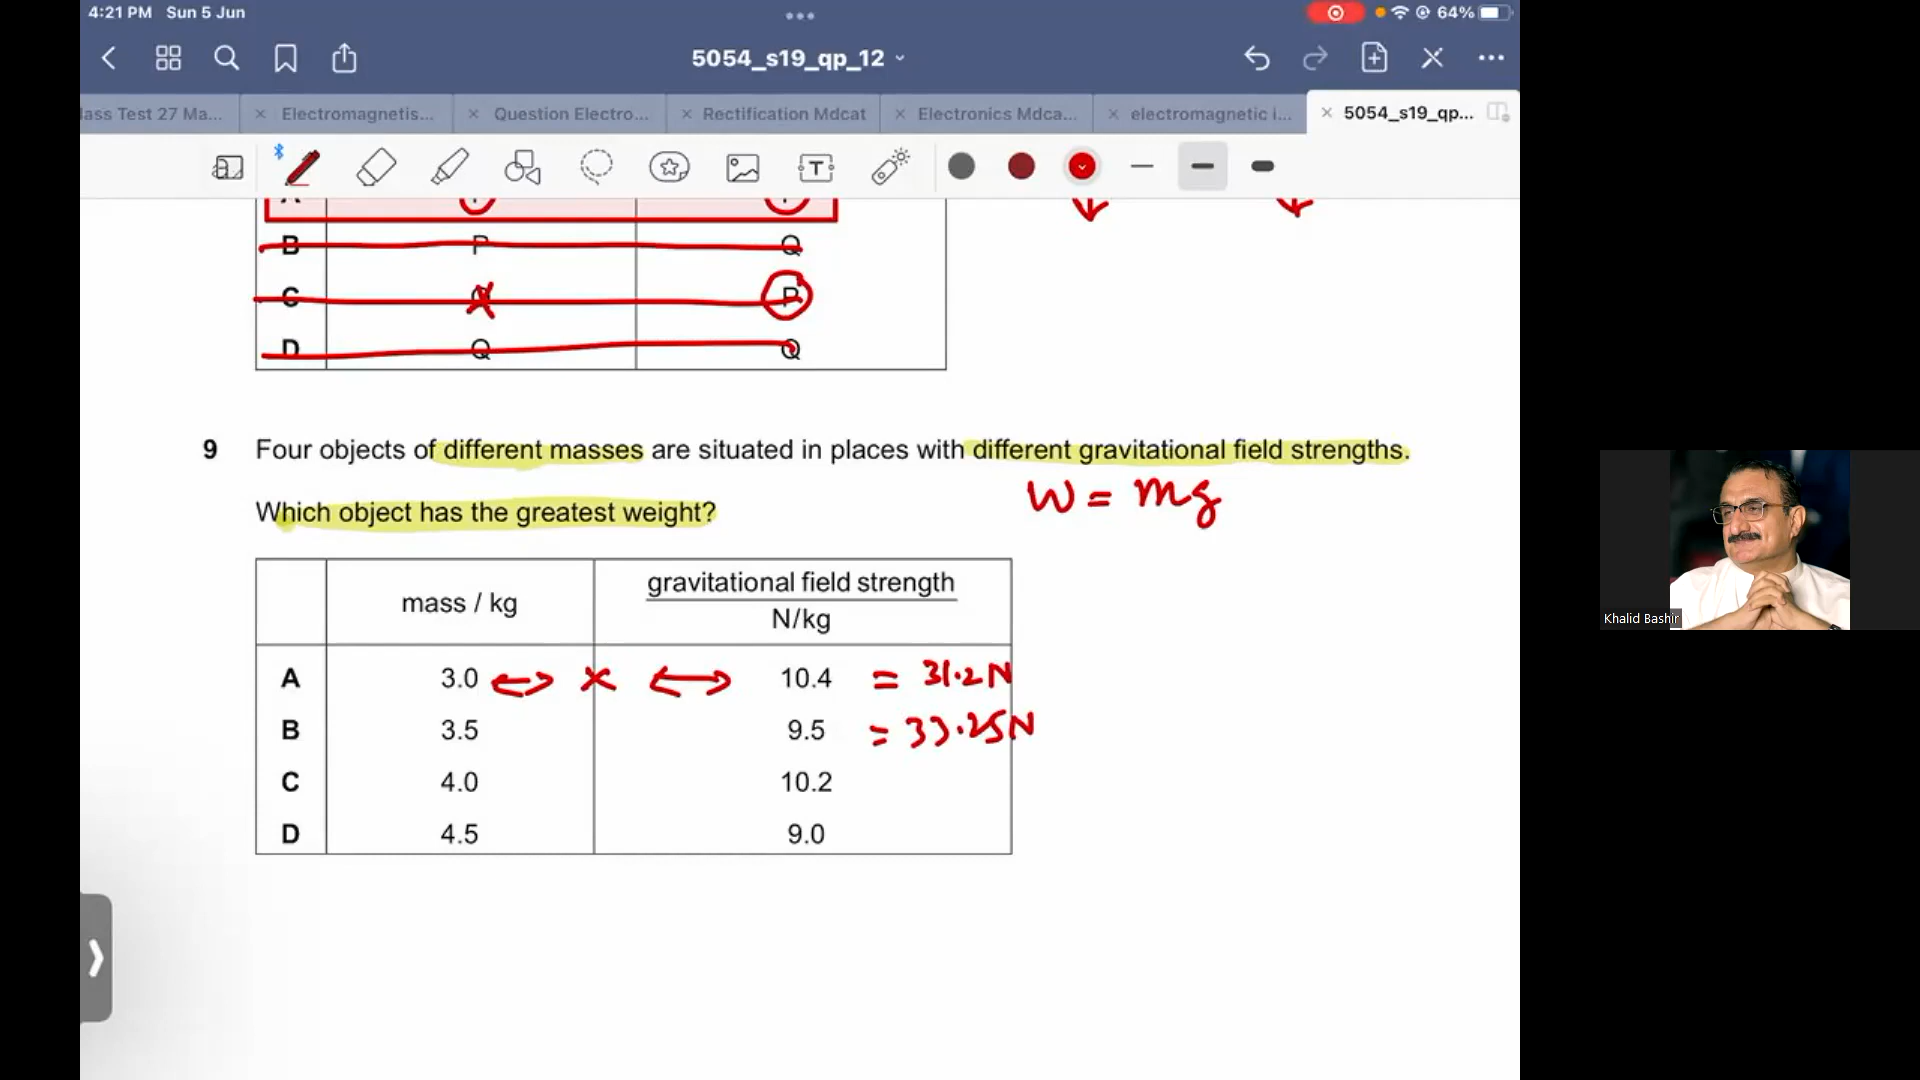 4:21 PM Sun 5 Jun
64%
5054_s19_qp_12
lass Test 27 Ma...
Electromagnetis...
Question Electro...
Rectification Mdcat
Electronics Mdca...
electromagnetic i...
5054_s19_qp...
B P Q
C P
D Q Q
9 Four objects of different masses are situated in places with different gravitational field strengths.
W = mg
Which object has the greatest weight?
mass / kg
gravitational field strength
N/kg
A 3.0 × 10.4 = 31.2N
B 3.5 9.5 = 33.25N
C 4.0 10.2
D 4.5 9.0
Khalid Bashir